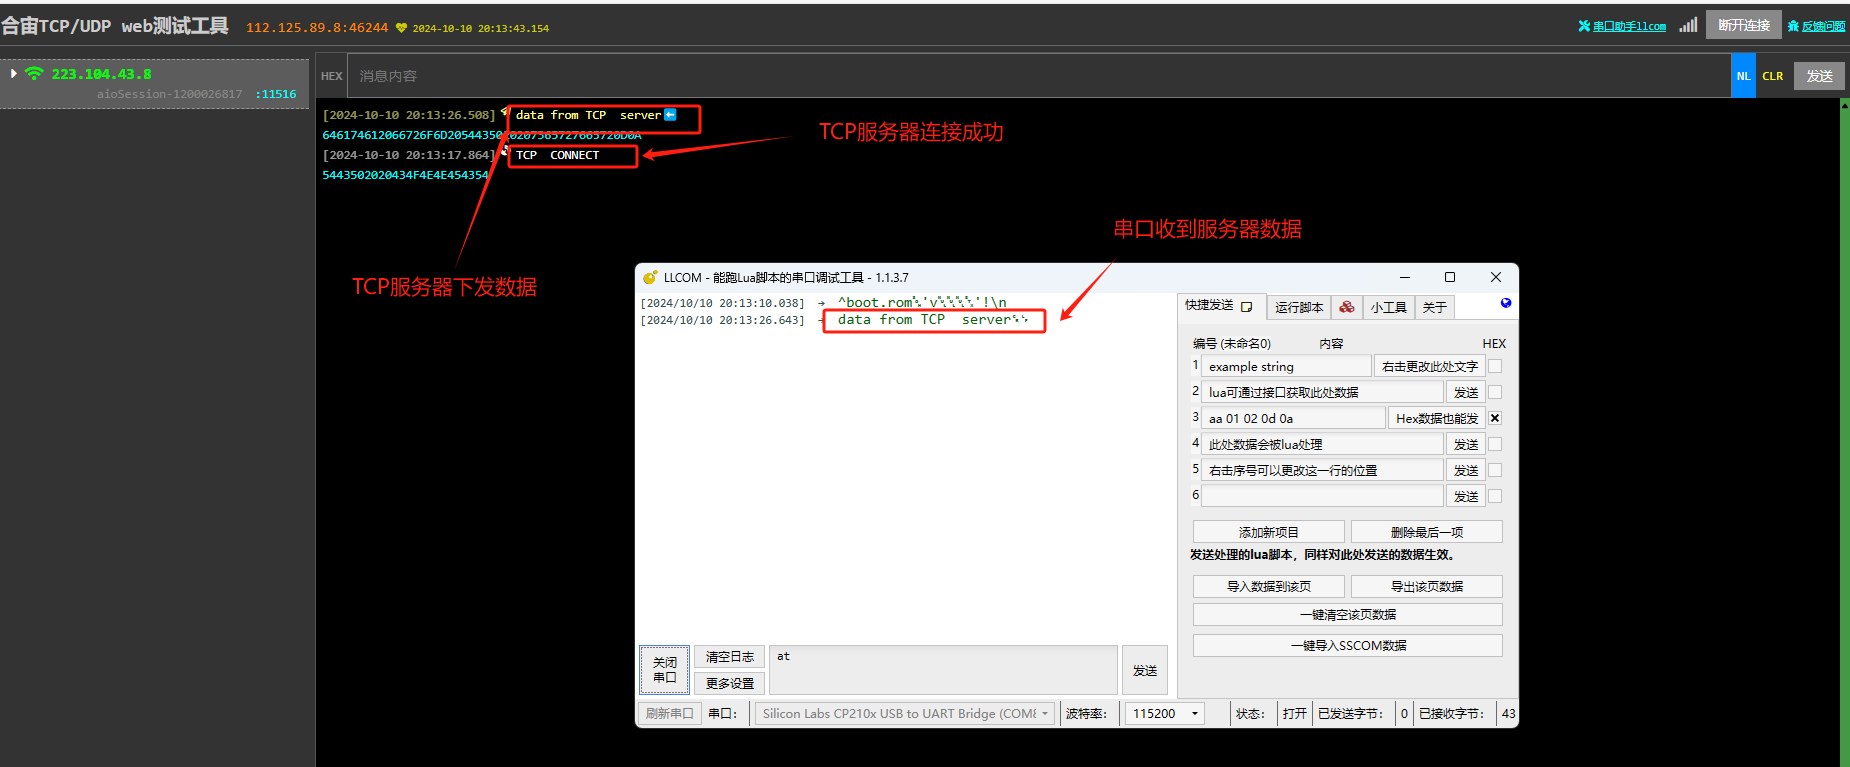 合宙TCP/UDP web测试工具 112.125.89.8:46244 2024-10-10 20:13:43.154 串口助手llcom 断开连接 反馈问题
223.104.43.8
aioSession-1200026817 :11516
HEX 消息内容 NL CLR 发送
[2024-10-10 20:13:26.508] data from TCP  server
[2024-10-10 20:13:17.864] TCP  CONNECT
5443502020434F4E4E454354
TCP服务器连接成功
TCP服务器下发数据
串口收到服务器数据
LLCOM - 能跑Lua脚本的串口调试工具 - 1.1.3.7
[2024/10/10 20:13:10.038] → ^boot.rom
[2024/10/10 20:13:26.643] → data from TCP  server
快捷发送 运行脚本 小工具 关于
编号 (未命名0) 内容 HEX
1 example string 右击更改此处文字
2 lua可通过接口获取此处数据 发送
3 aa 01 02 0d 0a Hex数据也能发
4 此处数据会被lua处理 发送
5 右击序号可以更改这一行的位置 发送
6 发送
添加新项目 删除最后一项
发送处理的lua脚本，同样对此处发送的数据生效。
导入数据到该页 导出该页数据
一键清空该页数据
一键导入SSCOM数据
关闭串口 清空日志 at 发送
更多设置
刷新串口 串口： Silicon Labs CP210x USB to UART Bridge 波特率： 115200 状态： 打开 已发送字节： 0 已接收字节： 43